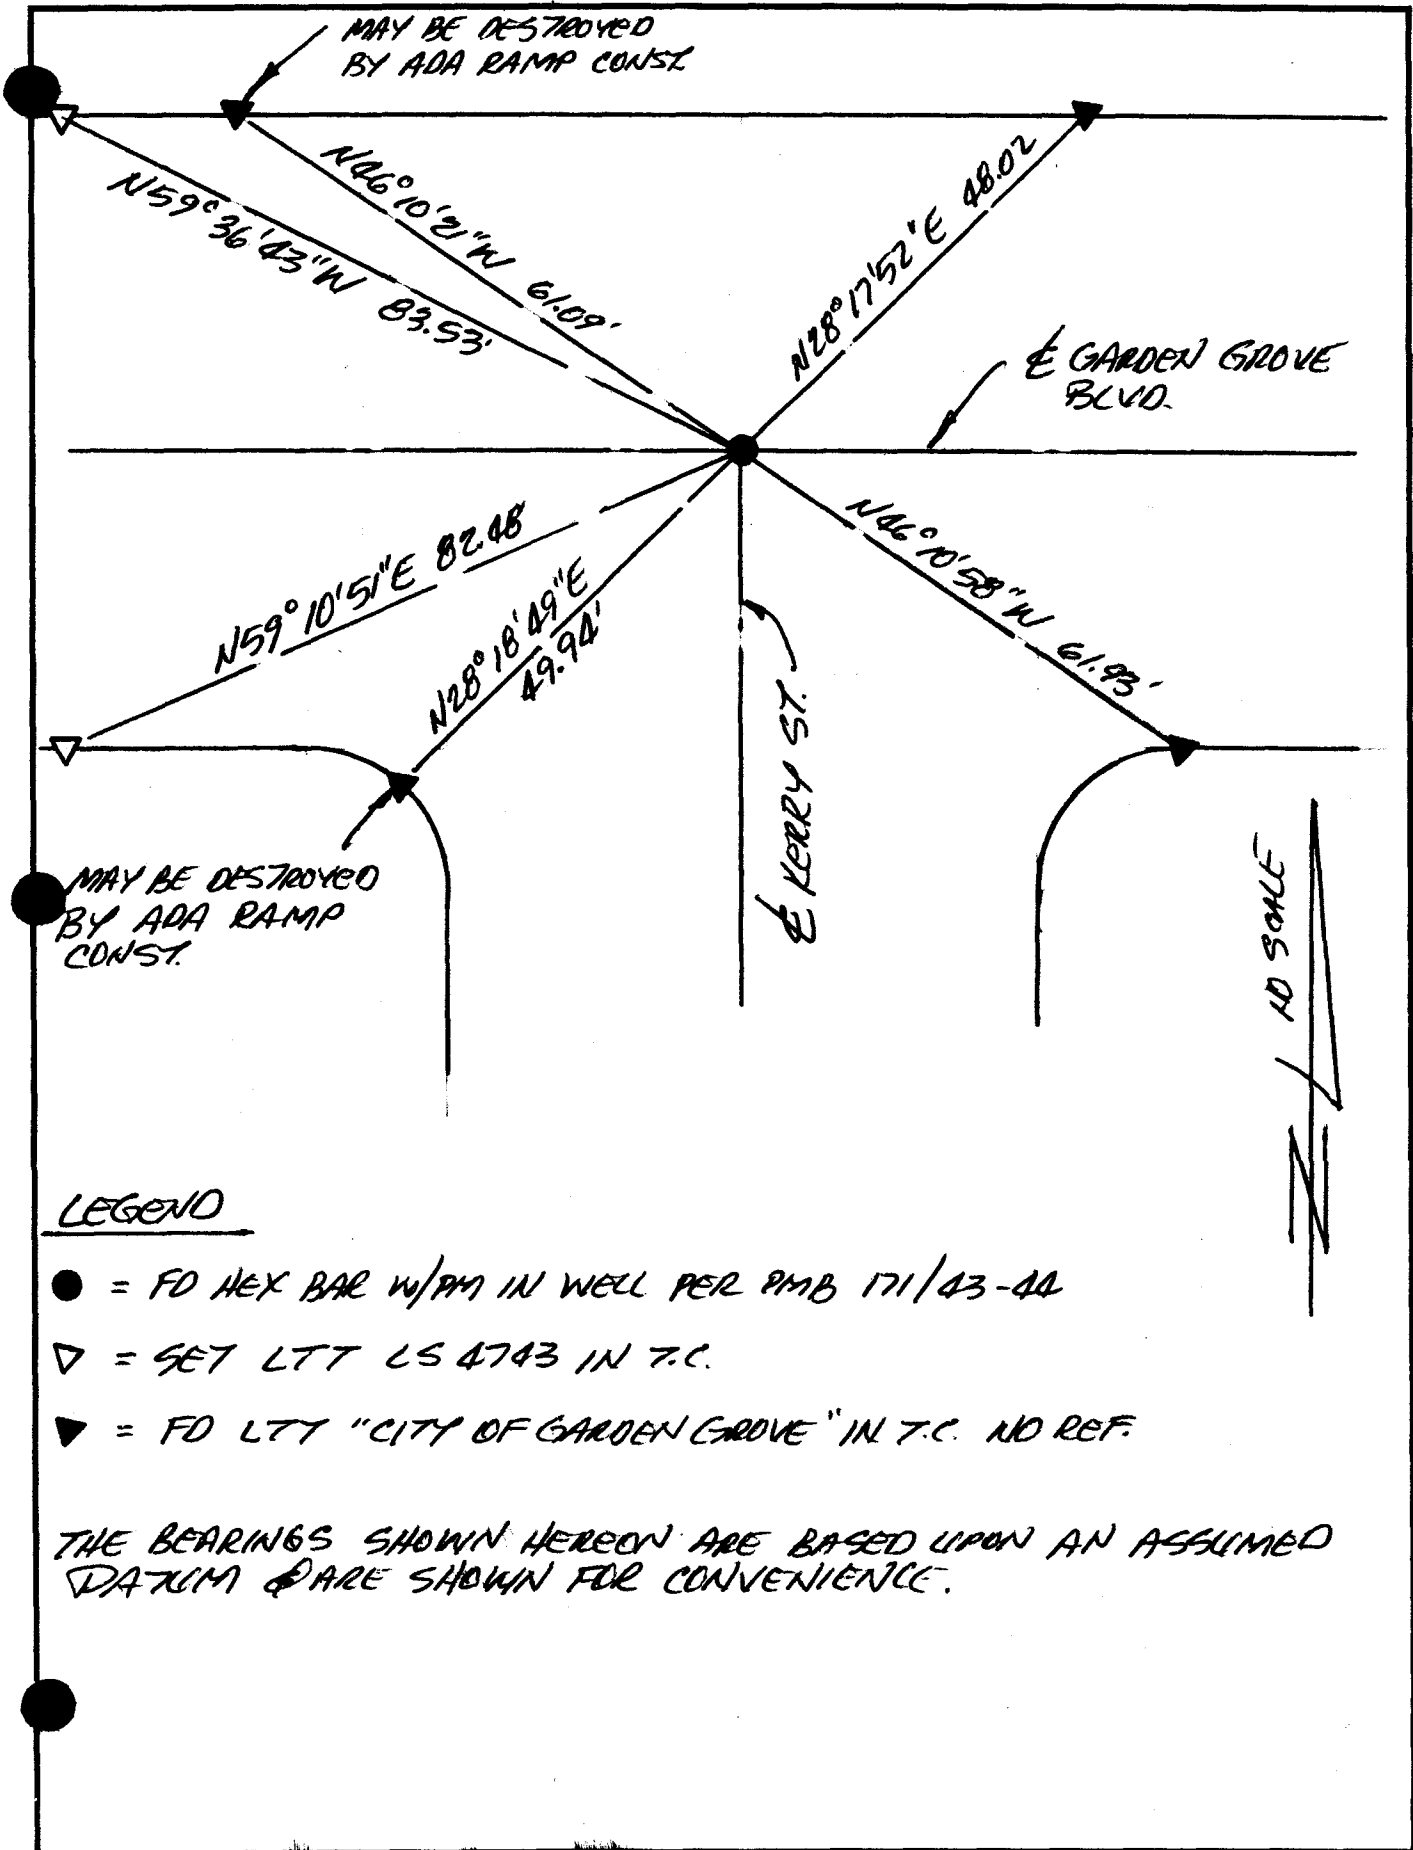 MAY BE DESTROYED
BY ADA RAMP CONST.
N46°10'21"W 61.09'
N59°36'43"W 83.53'
N28°17'52"E 48.02
℄ GARDEN GROVE
BLVD.
N59°10'51"E 82.48'
N28°18'49"E
49.94'
N46°10'58"W 61.93'
℄ KERRY ST.
MAY BE DESTROYED
BY ADA RAMP
CONST.
NO SCALE
N
LEGEND
● = FD HEX BAR W/PM IN WELL PER PMB 171/43-44
▽ = SET LTT LS 4743 IN T.C.
▼ = FD LTT "CITY OF GARDEN GROVE" IN T.C. NO REF.
THE BEARINGS SHOWN HEREON ARE BASED UPON AN ASSUMED
DATUM & ARE SHOWN FOR CONVENIENCE.